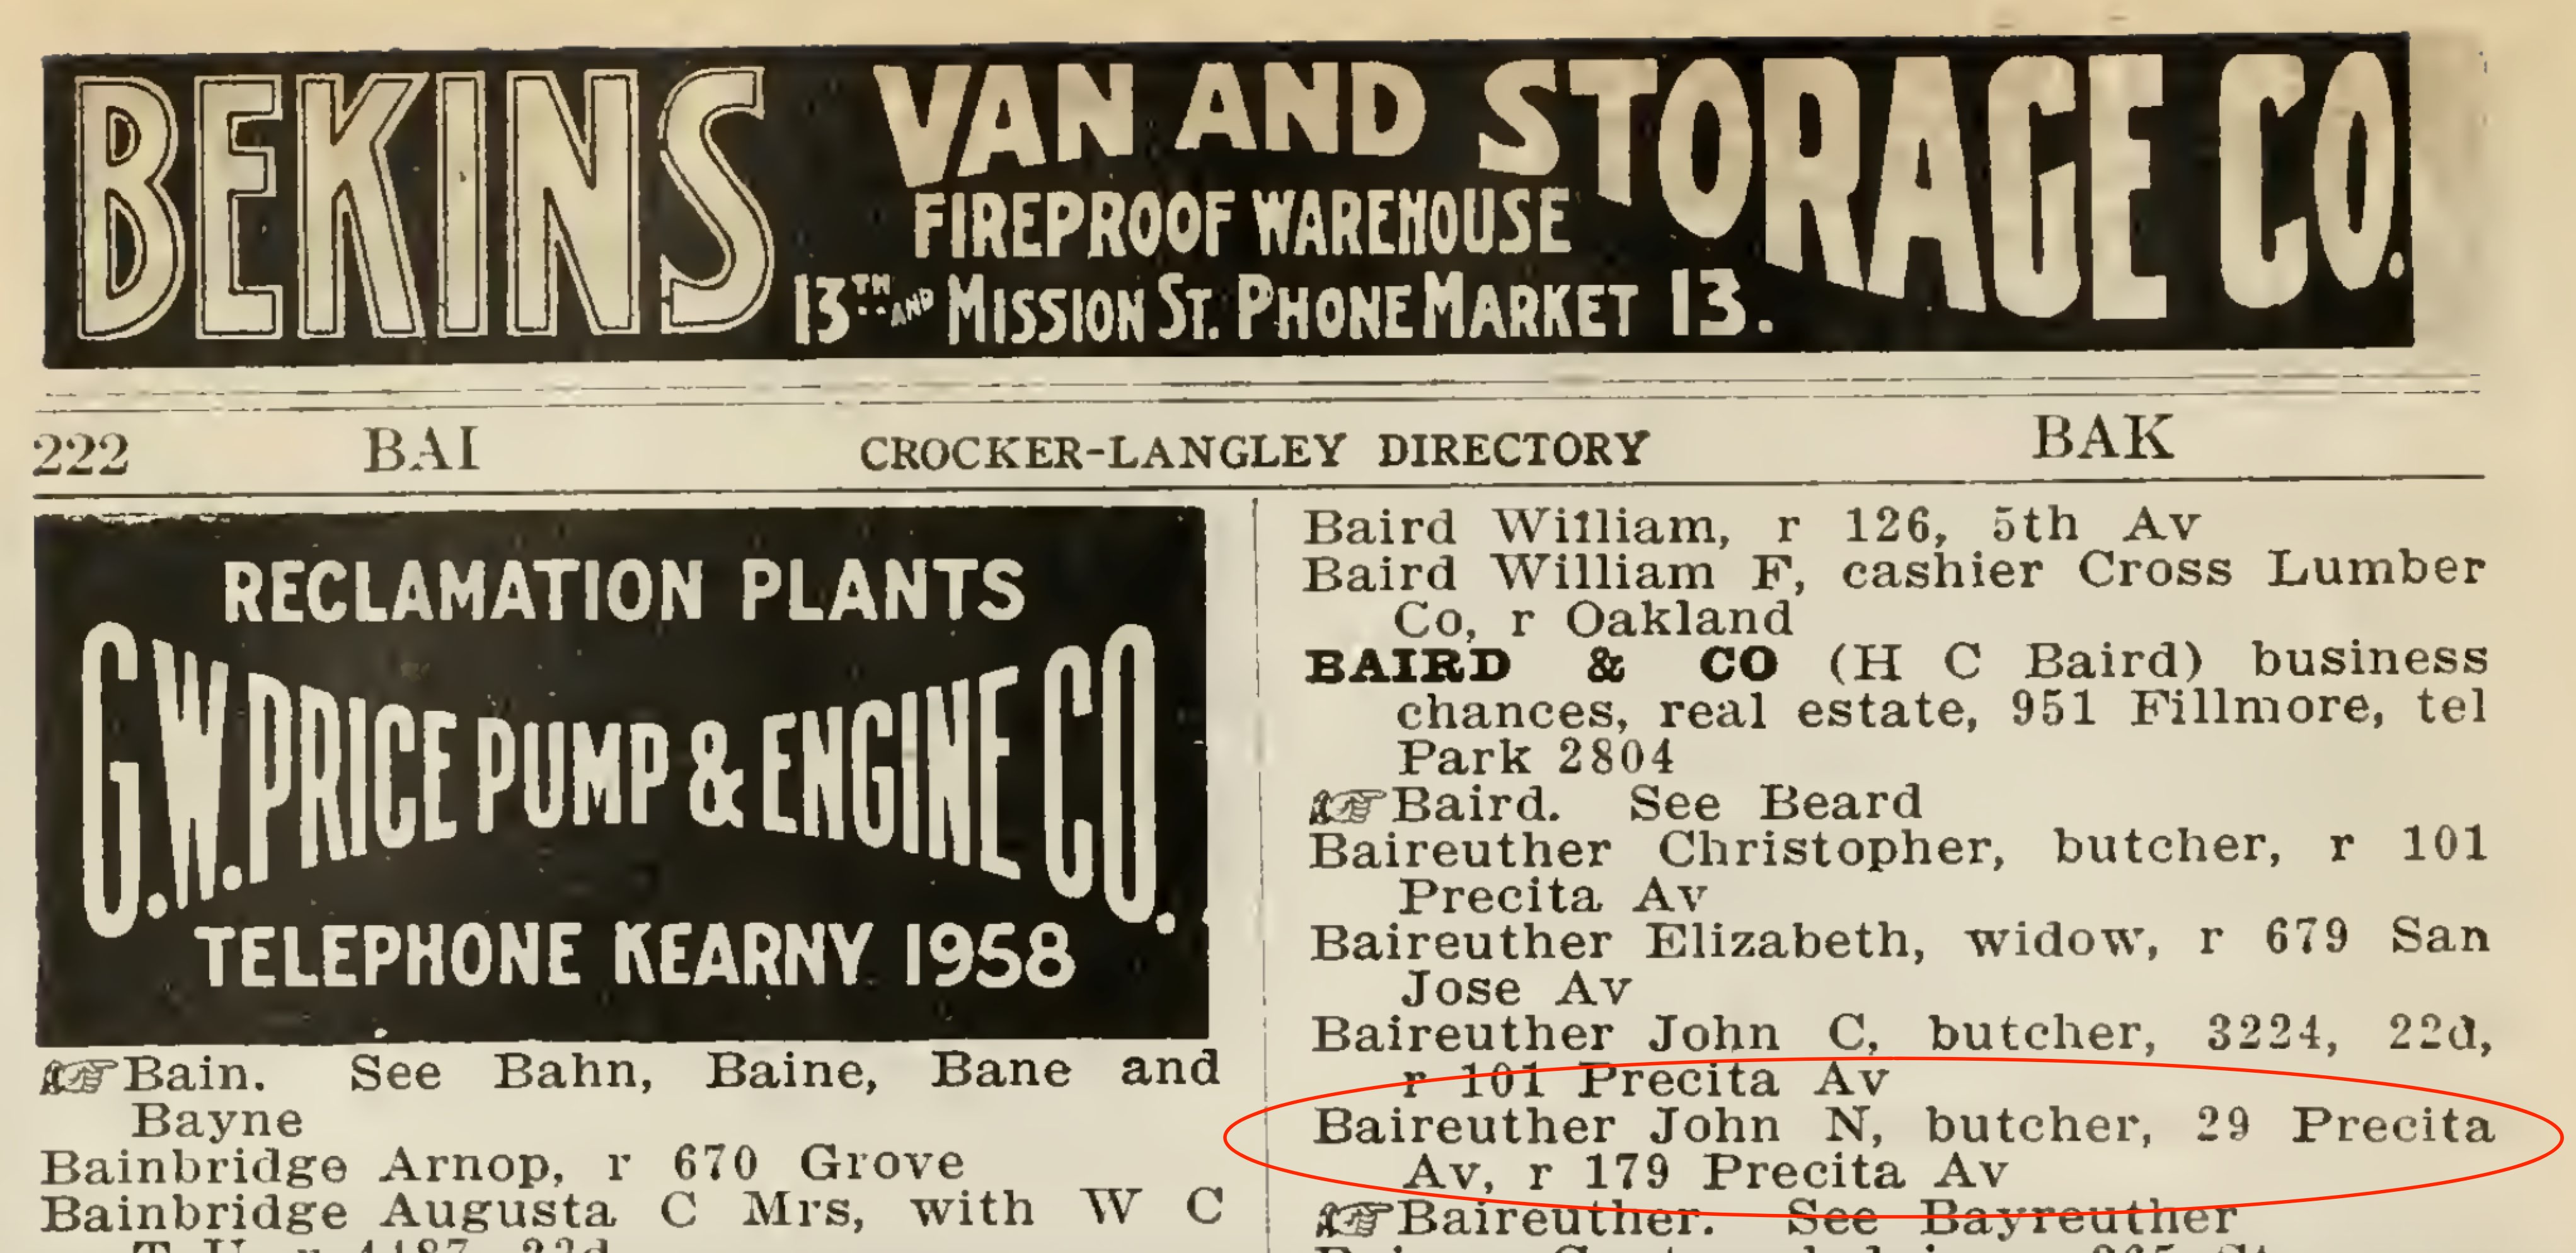 BEKINS VAN AND STORAGE CO.
FIREPROOF WAREHOUSE
13TH AND MISSION ST. PHONE MARKET 13.
222 BAI CROCKER-LANGLEY DIRECTORY BAK
RECLAMATION PLANTS
G.W. PRICE PUMP & ENGINE CO.
TELEPHONE KEARNY 1958
☞Bain. See Bahn, Baine, Bane and
Bayne
Bainbridge Arnop, r 670 Grove
Bainbridge Augusta C Mrs, with W C
Baird William, r 126, 5th Av
Baird William F, cashier Cross Lumber
Co, r Oakland
BAIRD & CO (H C Baird) business
chances, real estate, 951 Fillmore, tel
Park 2804
☞Baird. See Beard
Baireuther Christopher, butcher, r 101
Precita Av
Baireuther Elizabeth, widow, r 679 San
Jose Av
Baireuther John C, butcher, 3224, 22d,
r 101 Precita Av
Baireuther John N, butcher, 29 Precita
Av, r 179 Precita Av
☞Baireuther. See Bayreuther